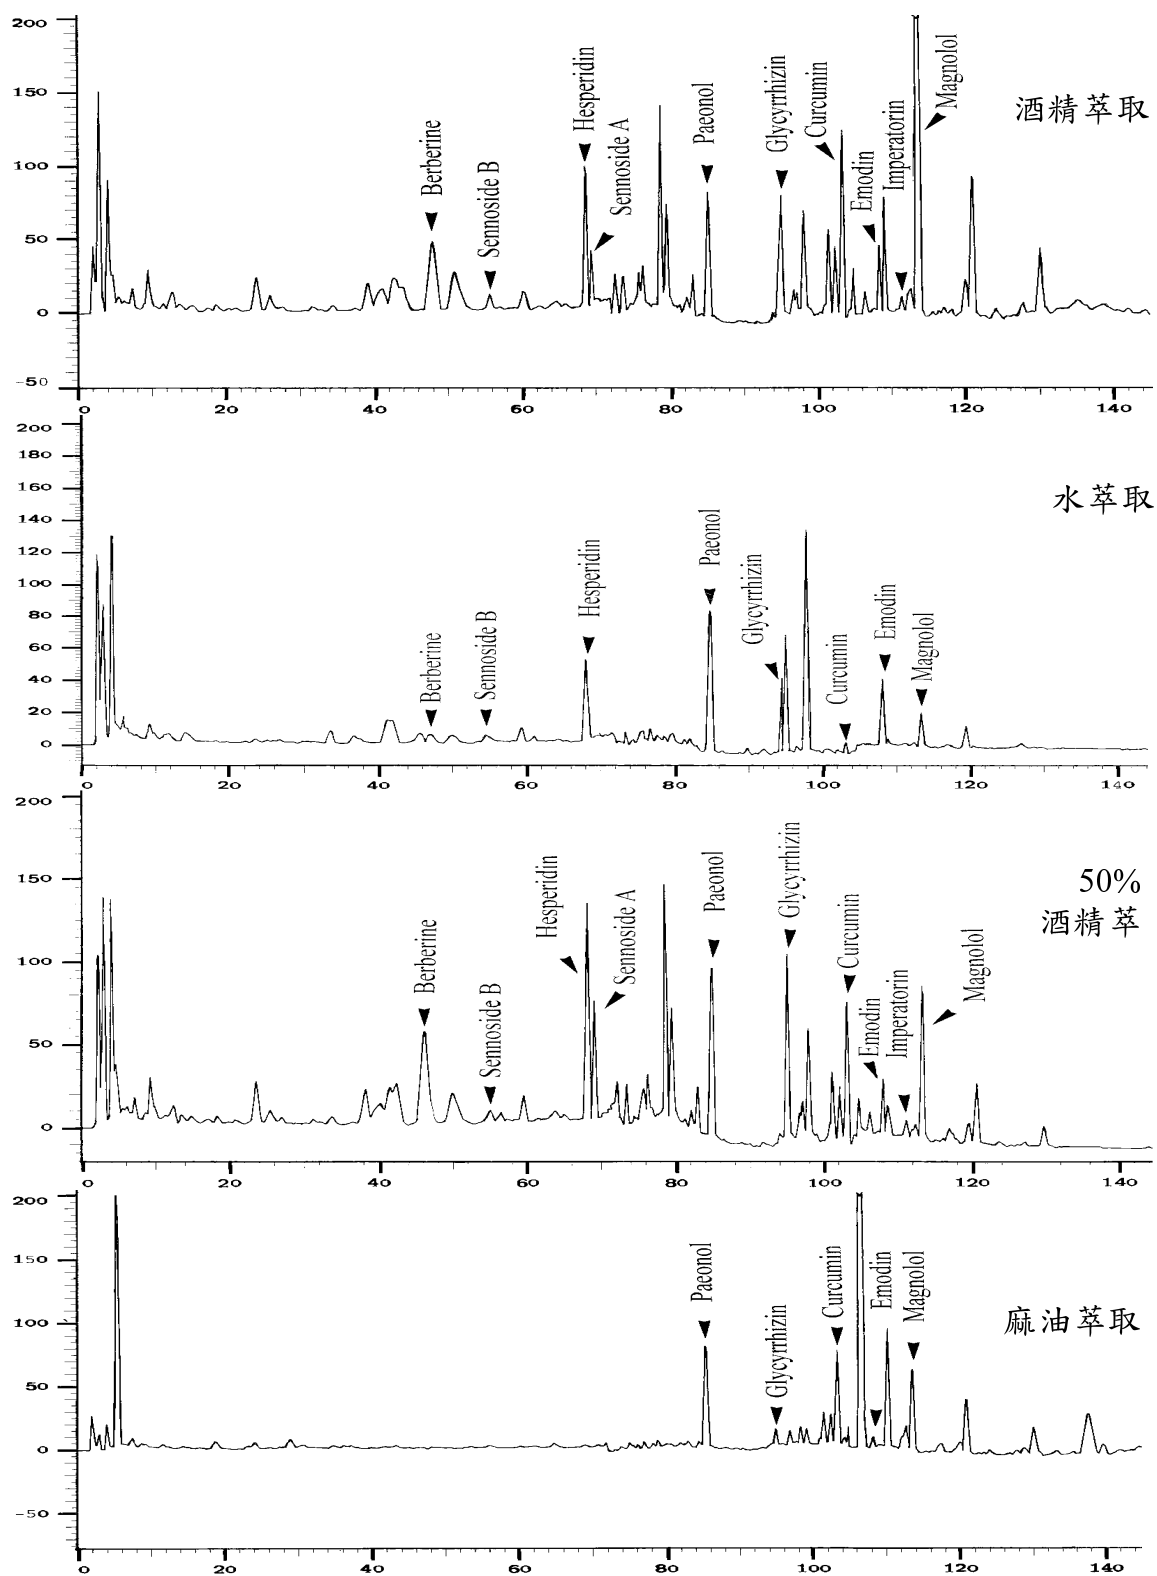 200
150
100
50
0
-50
0 20 40 60 80 100 120 140
Berberine
Sennoside B
Hesperidin
Sennoside A
Paeonol
Glycyrrhizin
Curcumin
Emodin
Imperatorin
Magnolol
酒精萃取
200
180
160
140
120
100
80
60
40
20
0
0 20 40 60 80 100 120 140
Berberine
Sennoside B
Hesperidin
Paeonol
Glycyrrhizin
Curcumin
Emodin
Magnolol
水萃取
200
150
100
50
0
0 20 40 60 80 100 120 140
Berberine
Sennoside B
Hesperidin
Sennoside A
Paeonol
Glycyrrhizin
Curcumin
Emodin
Imperatorin
Magnolol
50%
酒精萃
200
150
100
50
0
-50
0 20 40 60 80 100 120 140
Paeonol
Glycyrrhizin
Curcumin
Emodin
Magnolol
麻油萃取